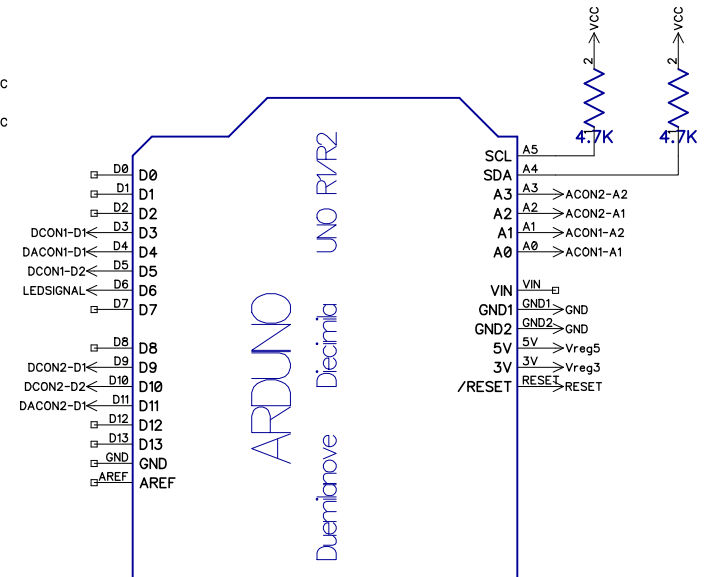 C
C
VCC
VCC
2
2
4.7K
4.7K
D0 D0
D1 D1
D2 D2
DCON1-D1 D3 D3
DACON1-D1 D4 D4
DCON1-D2 D5 D5
LEDSIGNAL D6 D6
D7 D7
D8 D8
DCON2-D1 D9 D9
DCON2-D2 D10 D10
DACON2-D1 D11 D11
D12 D12
D13 D13
GND GND
AREF AREF
ARDUINO
UNO R1/R2
Diecimila
Duemilanove
SCL A5
SDA A4
A3 A3 ACON2-A2
A2 A2 ACON2-A1
A1 A1 ACON1-A2
A0 A0 ACON1-A1
VIN VIN
GND1 GND1 GND
GND2 GND2 GND
5V 5V Vreg5
3V 3V Vreg3
/RESET RESET RESET